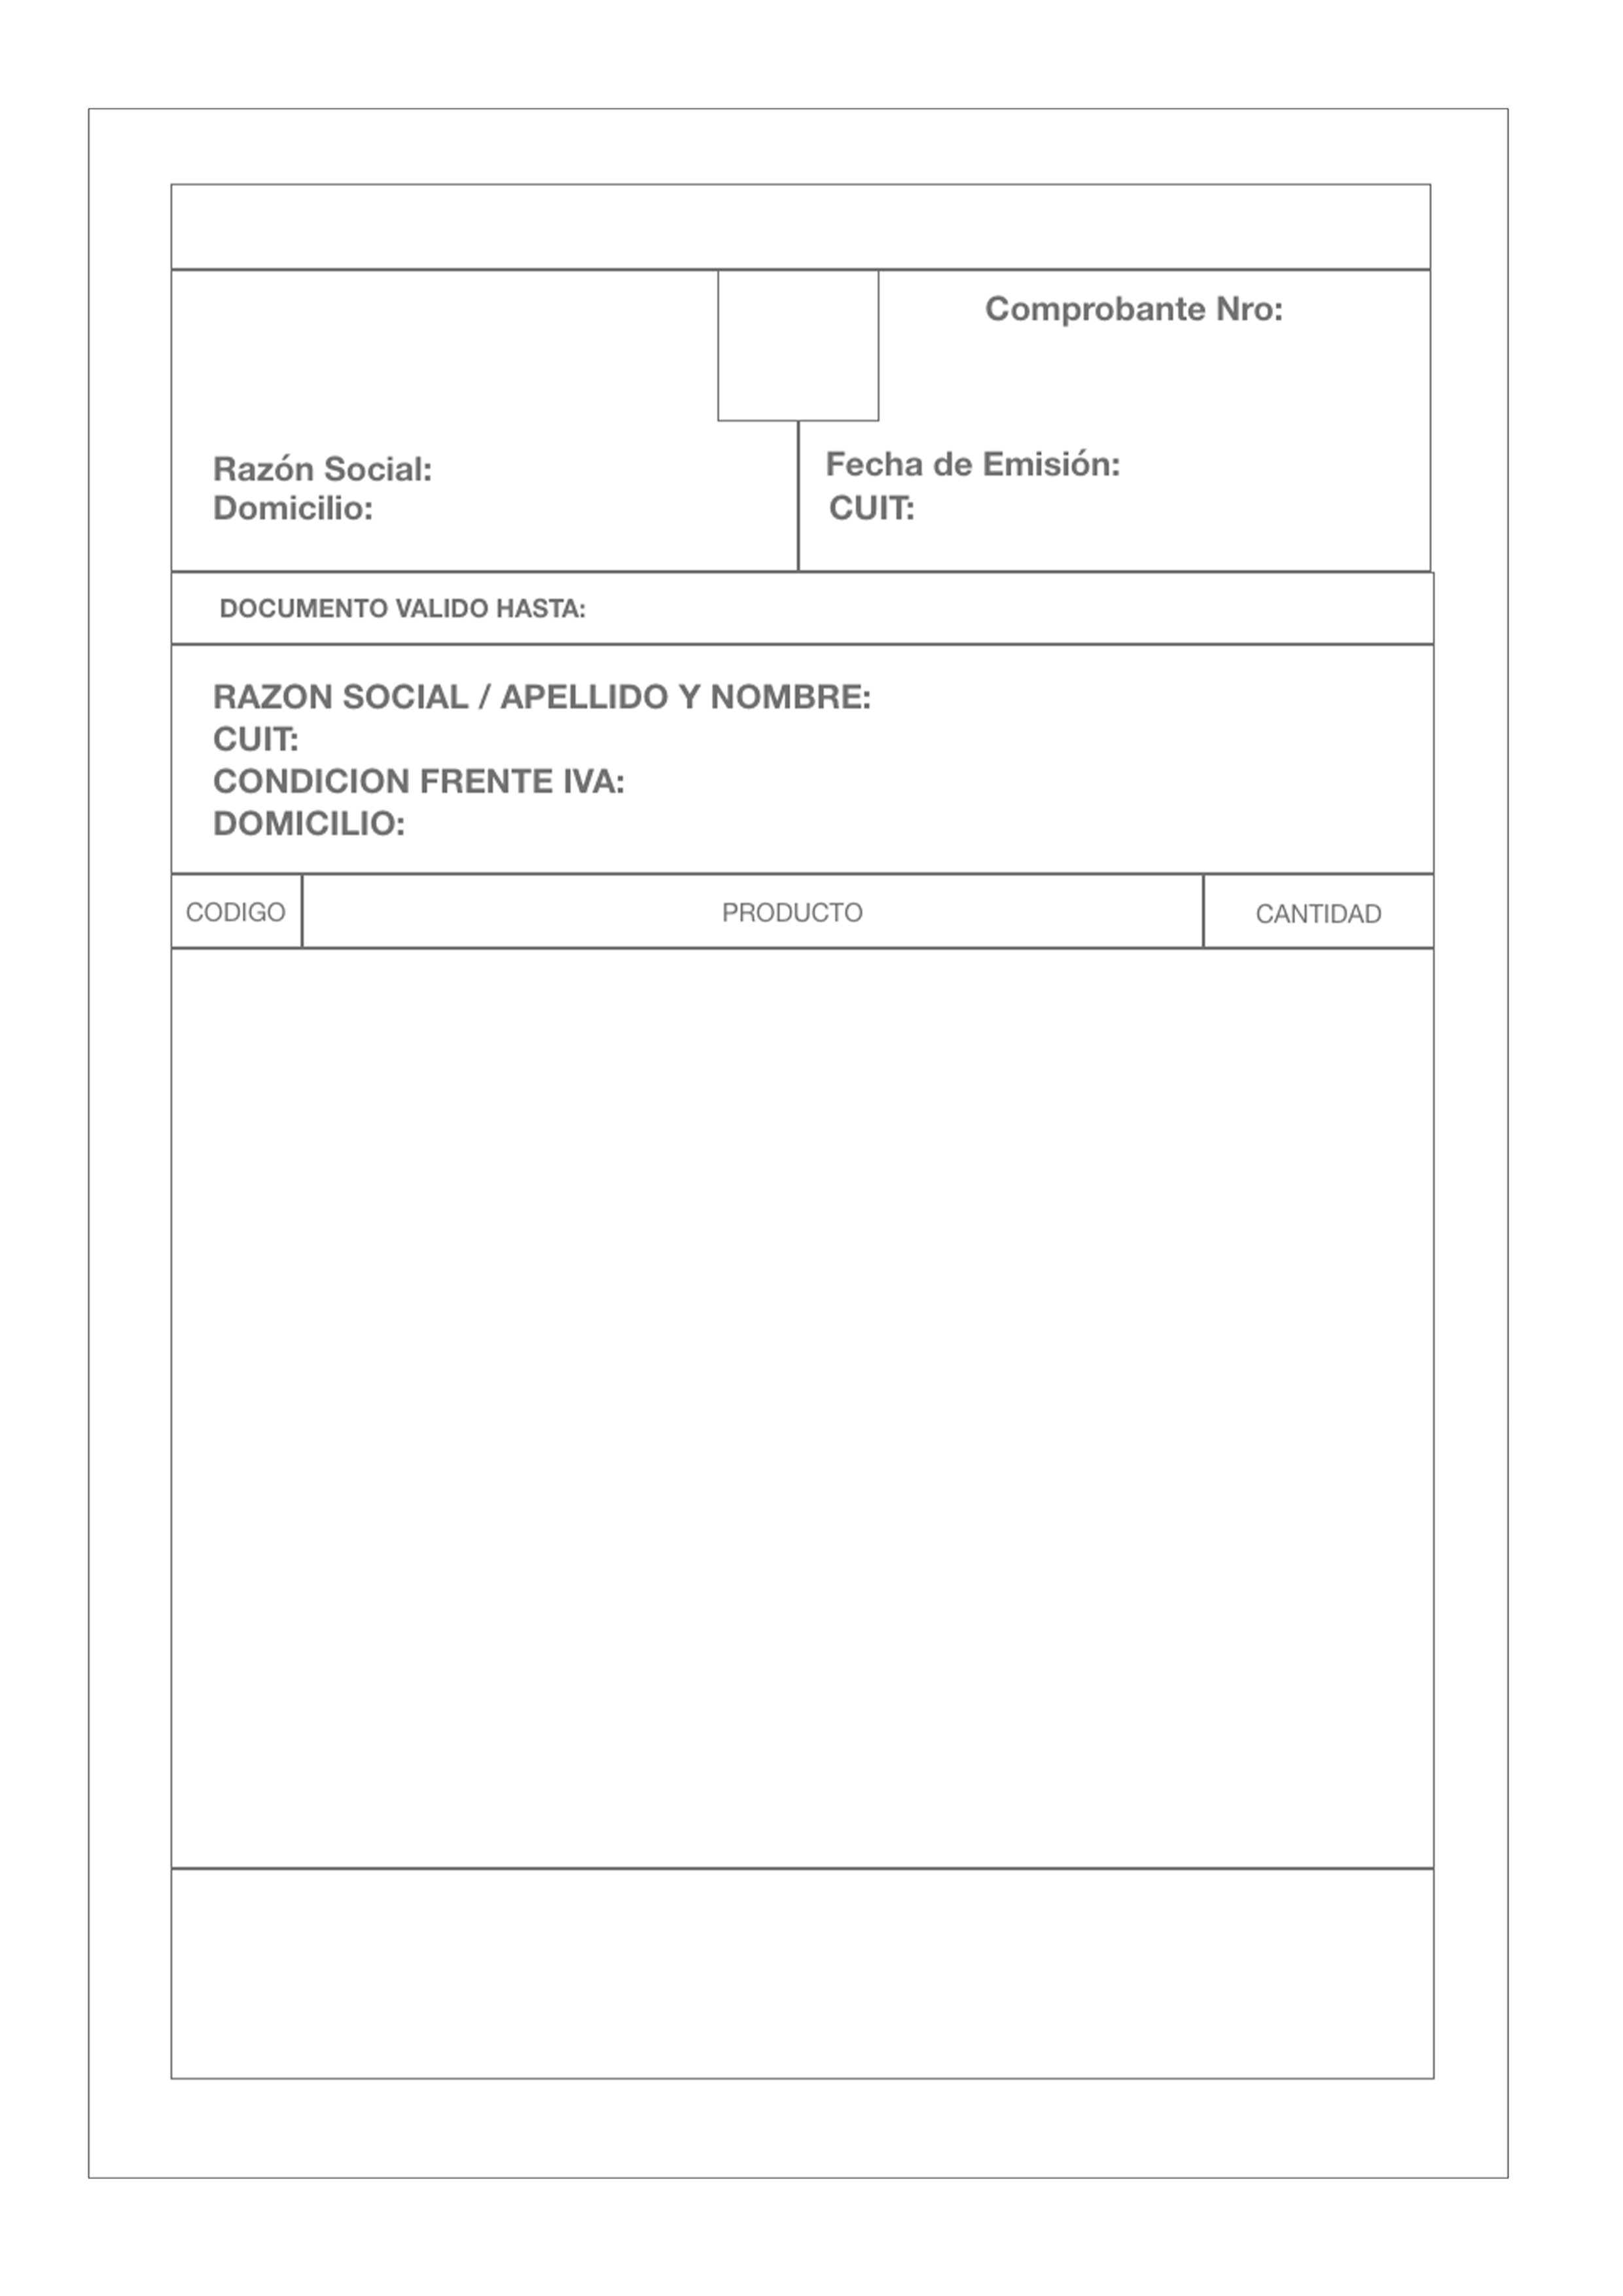 Comprobante Nro:
Razón Social:
Domicilio:
Fecha de Emisión:
CUIT:
DOCUMENTO VALIDO HASTA:
RAZON SOCIAL / APELLIDO Y NOMBRE:
CUIT:
CONDICION FRENTE IVA:
DOMICILIO:
CODIGO PRODUCTO CANTIDAD